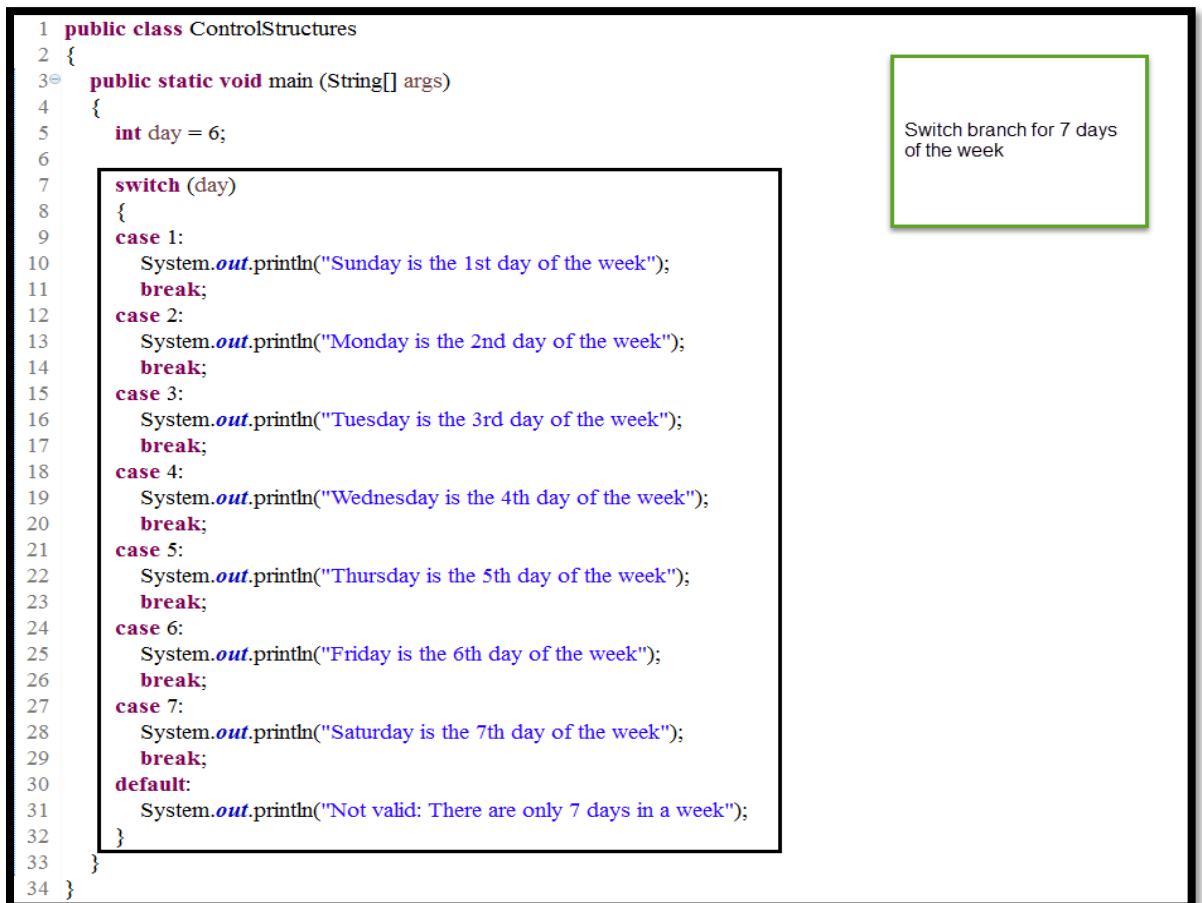 1 public class ControlStructures
2 {
3 public static void main (String[] args)
4 {
5 int day = 6;
6
7 switch (day)
8 {
9 case 1:
10 System.out.println("Sunday is the 1st day of the week");
11 break;
12 case 2:
13 System.out.println("Monday is the 2nd day of the week");
14 break;
15 case 3:
16 System.out.println("Tuesday is the 3rd day of the week");
17 break;
18 case 4:
19 System.out.println("Wednesday is the 4th day of the week");
20 break;
21 case 5:
22 System.out.println("Thursday is the 5th day of the week");
23 break;
24 case 6:
25 System.out.println("Friday is the 6th day of the week");
26 break;
27 case 7:
28 System.out.println("Saturday is the 7th day of the week");
29 break;
30 default:
31 System.out.println("Not valid: There are only 7 days in a week");
32 }
33 }
34 }
Switch branch for 7 days
of the week